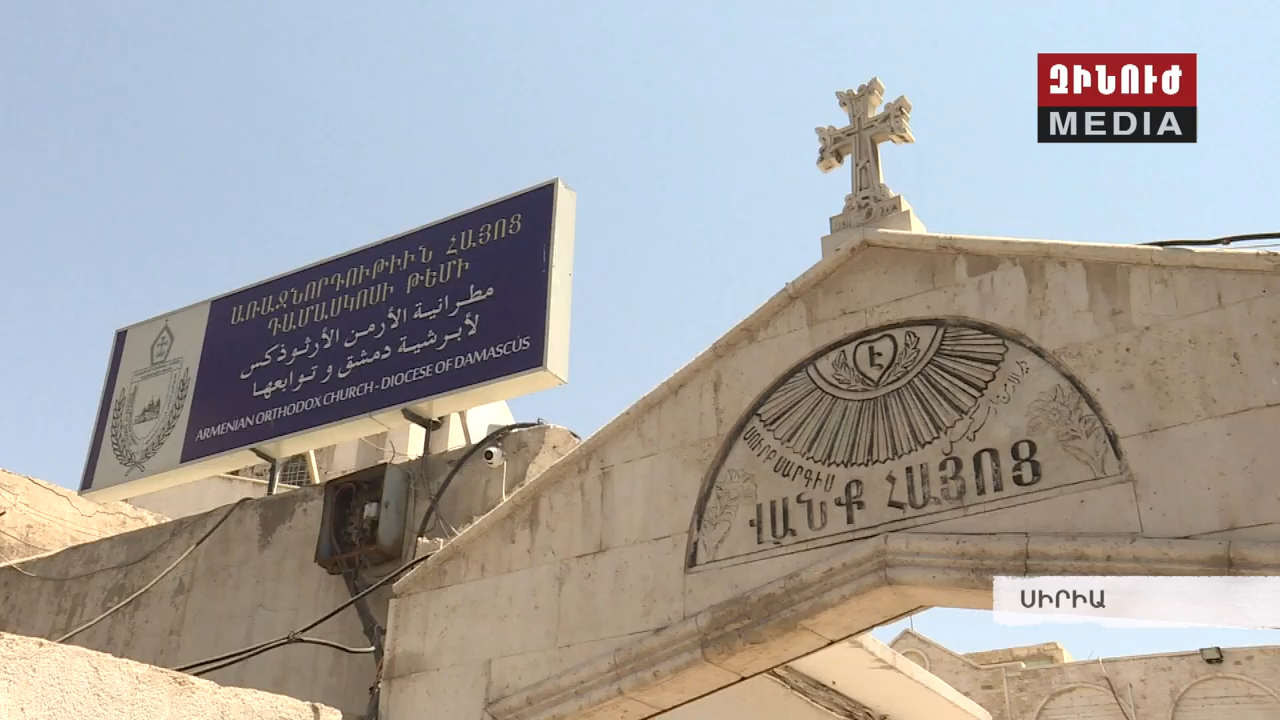 ԶԻՆՈՒԺ
MEDIA
ԱՌԱՋՆՈՐԴՈՒԹԻՒՆ ՀԱՅՈՑ
ԴԱՄԱՍԿՈՍԻ ԹԵՄԻ
مطرانية الأرمن الأرثوذكس
لأبرشية دمشق و توابعها
ARMENIAN ORTHODOX CHURCH - DIOCESE OF DAMASCUS
Է
ՍՈՒՐԲ ՍԱՐԳԻՍ
ՎԱՆՔ ՀԱՅՈՑ
ՍԻՐԻԱ